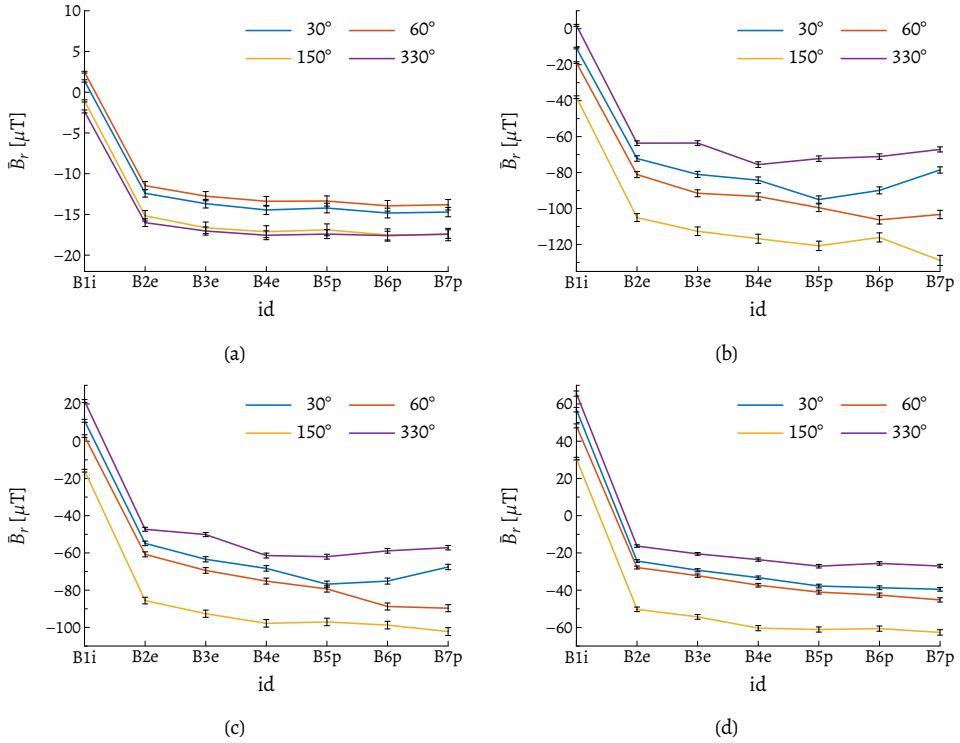 10
5
0
−5
−10
−15
−20
B̄r [µT]
30° 60°
150° 330°
B1i B2e B3e B4e B5p B6p B7p
id
(a)
0
−20
−40
−60
−80
−100
−120
B̄r [µT]
30° 60°
150° 330°
B1i B2e B3e B4e B5p B6p B7p
id
(b)
20
0
−20
−40
−60
−80
−100
B̄r [µT]
30° 60°
150° 330°
B1i B2e B3e B4e B5p B6p B7p
id
(c)
60
40
20
0
−20
−40
−60
B̄r [µT]
30° 60°
150° 330°
B1i B2e B3e B4e B5p B6p B7p
id
(d)